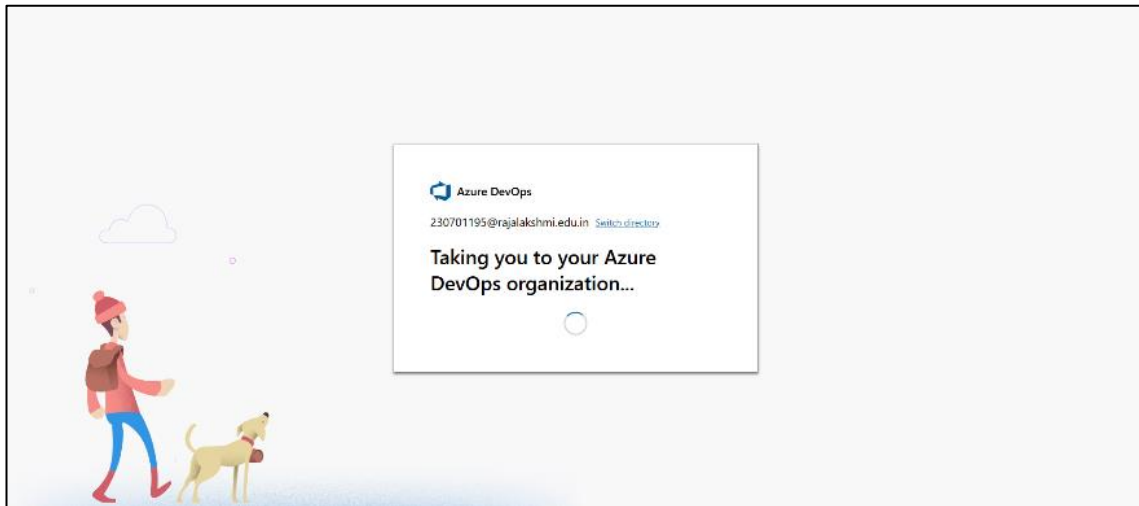 Azure DevOps
230701195@rajalakshmi.edu.in Switch directory
Taking you to your Azure
DevOps organization...